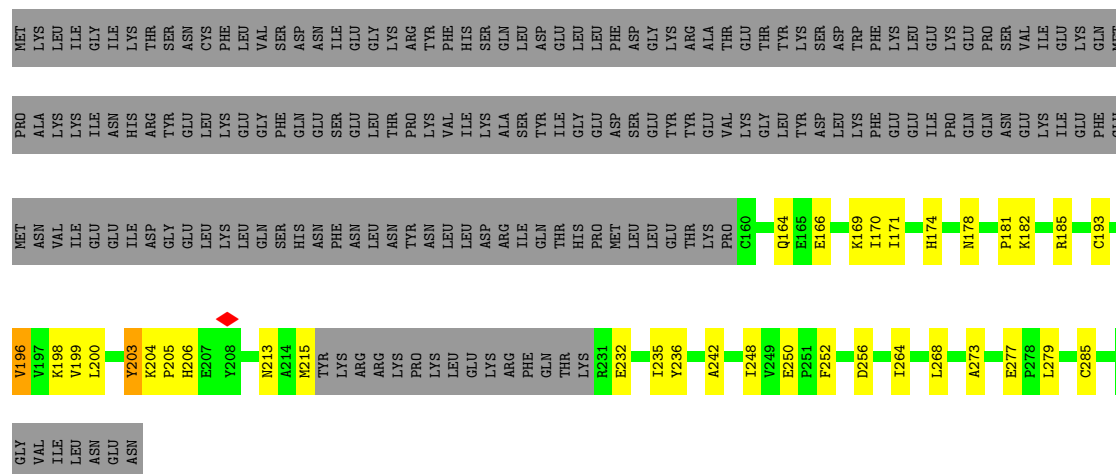 MET LYS LEU ILE GLY ILE LYS THR SER ASN CYS PHE LEU VAL SER ASP ASN ILE GLU GLY LYS ARG TYR PHE HIS SER GLN LEU ASP GLU LEU LEU PHE ASP GLY LYS ARG ALA THR GLU THR TYR LYS SER ASP TRP PHE LYS LEU GLU LYS GLU PRO SER VAL ILE GLU LYS GLN MET
PRO ALA LYS LYS ILE ASN HIS ARG TYR GLU LEU LYS GLU GLY PHE GLN GLU SER GLU LEU THR PRO LYS VAL ILE LYS ALA SER TYR ILE GLY GLU ASP SER GLU TYR TYR GLU VAL LYS GLY LEU TYR ASP LEU LYS PHE GLU GLU ILE PRO GLN GLN ASN GLU LYS ILE GLU PHE
MET ASN VAL ILE GLU GLU ILE ASP GLY GLU LEU LYS LEU GLN SER HIS ASN PHE ASN LEU ASN TYR ASN LEU LEU ASP ARG ILE GLN THR HIS PRO MET LEU LEU GLU THR LYS PRO C160 Q164 E165 E166 K169 I170 I171 H174 N178 P181 K182 R185 C193
V196 V197 K198 V199 L200 Y203 K204 P205 H206 E207 Y208 N213 A214 M215 TYR LYS ARG ARG LYS PRO LYS LEU GLU LYS ARG PHE GLN THR LYS R231 E232 I235 Y236 A242 I248 V249 E250 P251 F252 D256 I264 L268 A273 E277 P278 L279 C285
GLY VAL ILE LEU ASN GLU ASN